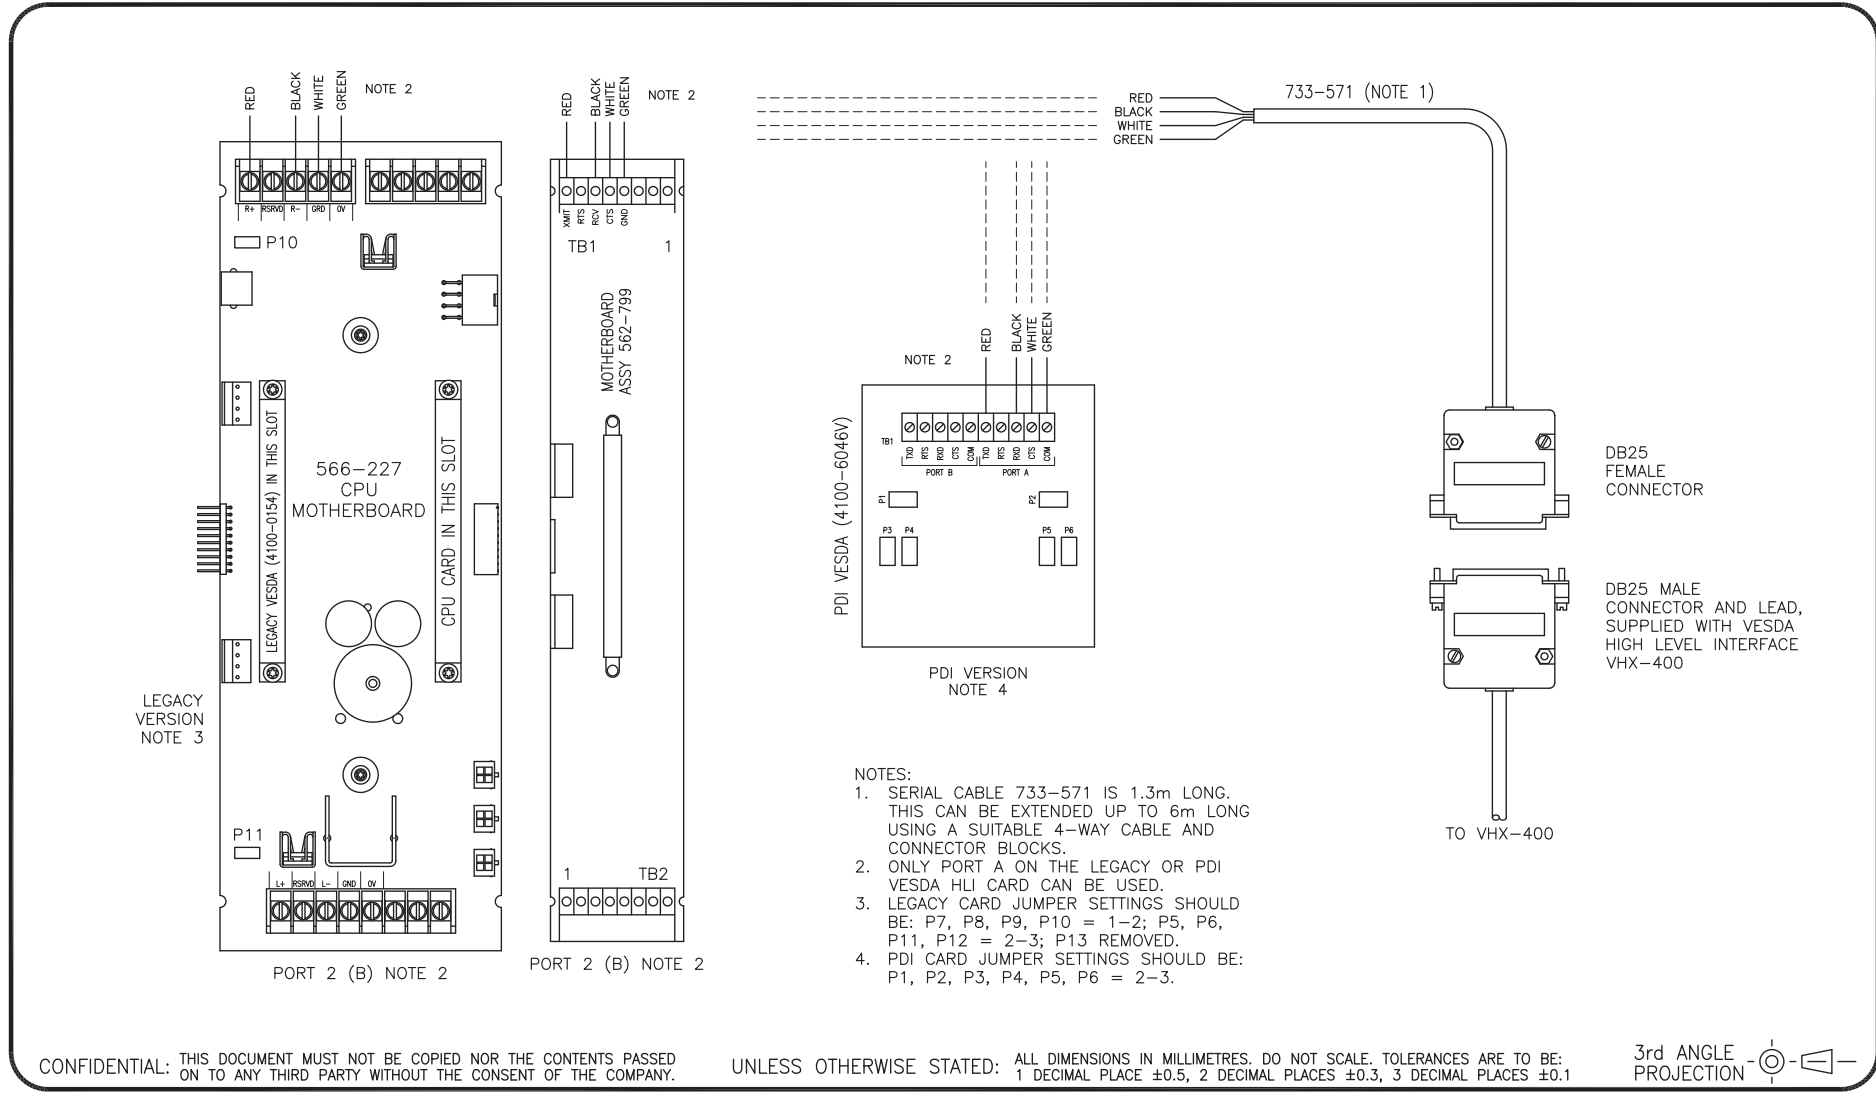 RED
BLACK
WHITE
GREEN
NOTE 2
R+
RSRVD
R-
GRD
0V
P10
LEGACY VESDA (4100-0154) IN THIS SLOT
566-227
CPU
MOTHERBOARD
CPU CARD IN THIS SLOT
LEGACY
VERSION
NOTE 3
P11
L+
RSRVD
L-
GND
0V
PORT 2 (B) NOTE 2
RED
BLACK
WHITE
GREEN
NOTE 2
XMIT
RTS
RCV
CTS
GND
TB1
1
MOTHERBOARD
ASSY 562-799
1
TB2
PORT 2 (B) NOTE 2
RED
BLACK
WHITE
GREEN
733-571 (NOTE 1)
RED
BLACK
WHITE
GREEN
NOTE 2
PDI VESDA (4100-6046V)
TB1
TXD
RTS
RXD
CTS
COM
TXD
RTS
RXD
CTS
COM
PORT B
PORT A
P1
P2
P3
P4
P5
P6
PDI VERSION
NOTE 4
DB25
FEMALE
CONNECTOR
DB25 MALE
CONNECTOR AND LEAD,
SUPPLIED WITH VESDA
HIGH LEVEL INTERFACE
VHX-400
TO VHX-400
NOTES:
1. SERIAL CABLE 733-571 IS 1.3m LONG.
THIS CAN BE EXTENDED UP TO 6m LONG
USING A SUITABLE 4-WAY CABLE AND
CONNECTOR BLOCKS.
2. ONLY PORT A ON THE LEGACY OR PDI
VESDA HLI CARD CAN BE USED.
3. LEGACY CARD JUMPER SETTINGS SHOULD
BE: P7, P8, P9, P10 = 1-2; P5, P6,
P11, P12 = 2-3; P13 REMOVED.
4. PDI CARD JUMPER SETTINGS SHOULD BE:
P1, P2, P3, P4, P5, P6 = 2-3.
CONFIDENTIAL: THIS DOCUMENT MUST NOT BE COPIED NOR THE CONTENTS PASSED
ON TO ANY THIRD PARTY WITHOUT THE CONSENT OF THE COMPANY.
UNLESS OTHERWISE STATED: ALL DIMENSIONS IN MILLIMETRES. DO NOT SCALE. TOLERANCES ARE TO BE:
1 DECIMAL PLACE ±0.5, 2 DECIMAL PLACES ±0.3, 3 DECIMAL PLACES ±0.1
3rd ANGLE
PROJECTION